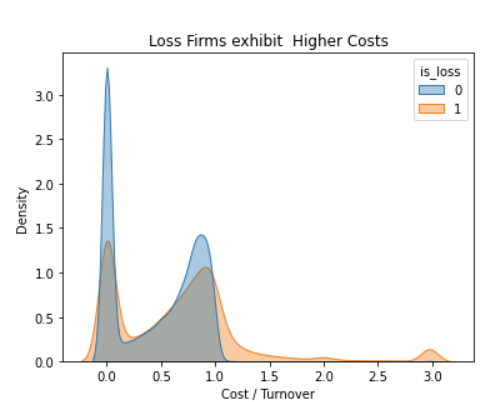 Loss Firms exhibit  Higher Costs
is_loss
0
1
3.0
2.5
2.0
1.5
1.0
0.5
0.0
Density
0.0 0.5 1.0 1.5 2.0 2.5 3.0
Cost / Turnover